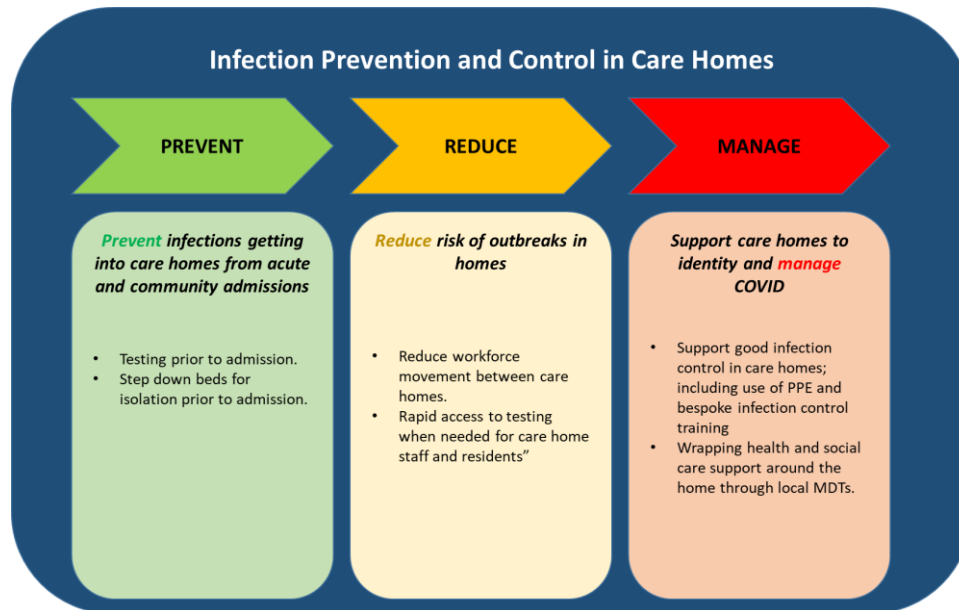 Infection Prevention and Control in Care Homes
PREVENT
REDUCE
MANAGE
Prevent infections getting
into care homes from acute
and community admissions
• Testing prior to admission.
• Step down beds for
isolation prior to admission.
Reduce risk of outbreaks in
homes
• Reduce workforce
movement between care
homes.
• Rapid access to testing
when needed for care home
staff and residents”
Support care homes to
identity and manage
COVID
• Support good infection
control in care homes;
including use of PPE and
bespoke infection control
training
• Wrapping health and social
care support around the
home through local MDTs.